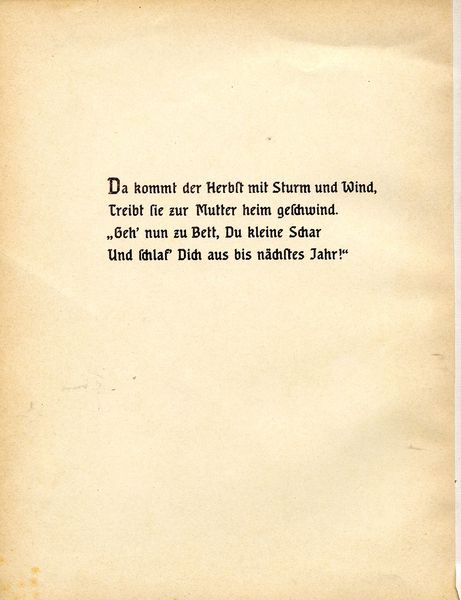 Da kommt der Herbſt mit Sturm und Wind,
Treibt ſie zur Mutter heim geſchwind.
„Geh' nun zu Bett, Du kleine Schar
Und ſchlaf' Dich aus bis nächſtes Jahr!“